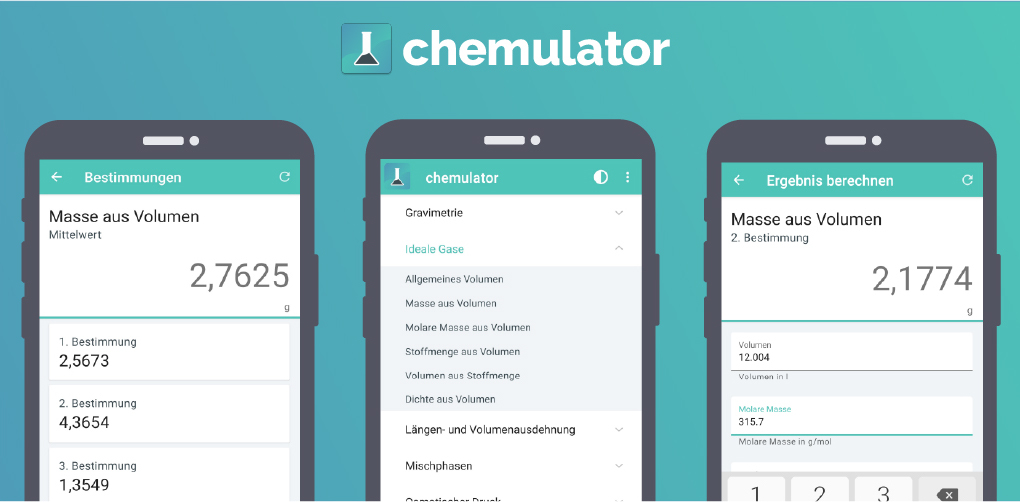 chemulator
Bestimmungen
Masse aus Volumen
Mittelwert
2,7625
g
1. Bestimmung
2,5673
2. Bestimmung
4,3654
3. Bestimmung
1,3549
chemulator
Gravimetrie
Ideale Gase
Allgemeines Volumen
Masse aus Volumen
Molare Masse aus Volumen
Stoffmenge aus Volumen
Volumen aus Stoffmenge
Dichte aus Volumen
Längen- und Volumenausdehnung
Mischphasen
Osmotischer Druck
Ergebnis berechnen
Masse aus Volumen
2. Bestimmung
2,1774
g
Volumen
12.004
Volumen in l
Molare Masse
315.7
Molare Masse in g/mol
1 2 3